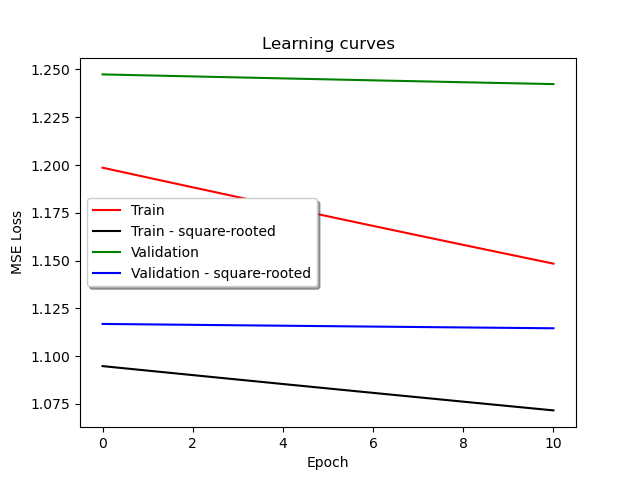 Learning curves
MSE Loss
1.250
1.225
1.200
1.175
1.150
1.125
1.100
1.075
Train
Train - square-rooted
Validation
Validation - square-rooted
0 2 4 6 8 10
Epoch